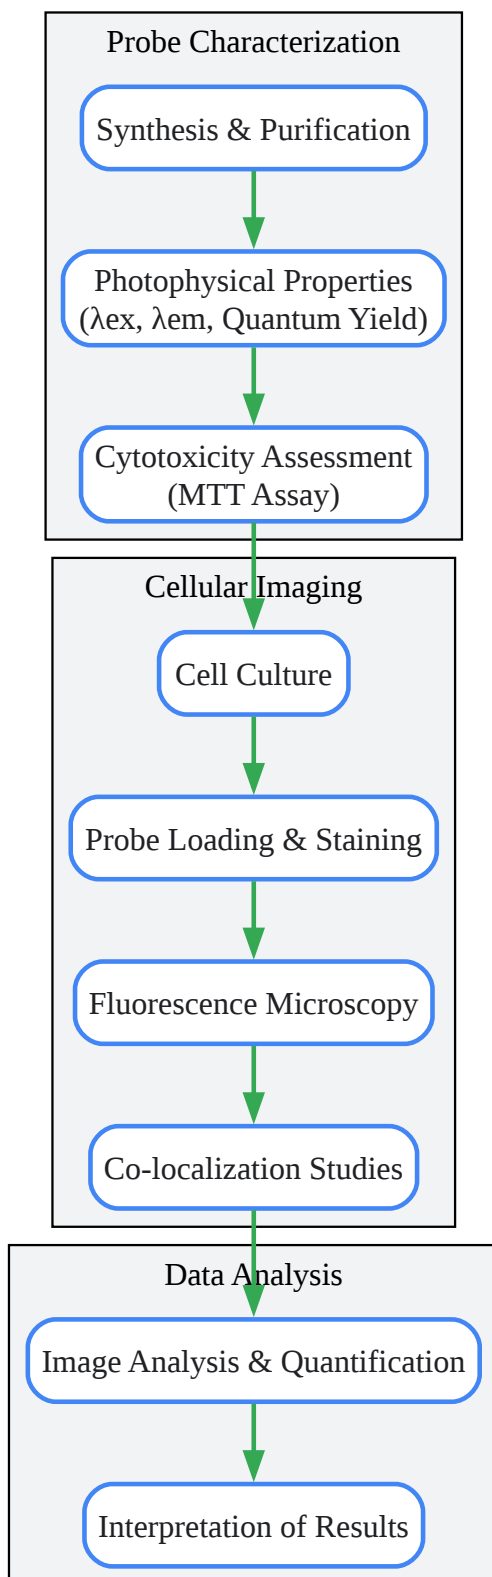 Probe Characterization
Synthesis & Purification
Photophysical Properties
(λex, λem, Quantum Yield)
Cytotoxicity Assessment
(MTT Assay)
Cellular Imaging
Cell Culture
Probe Loading & Staining
Fluorescence Microscopy
Co-localization Studies
Data Analysis
Image Analysis & Quantification
Interpretation of Results